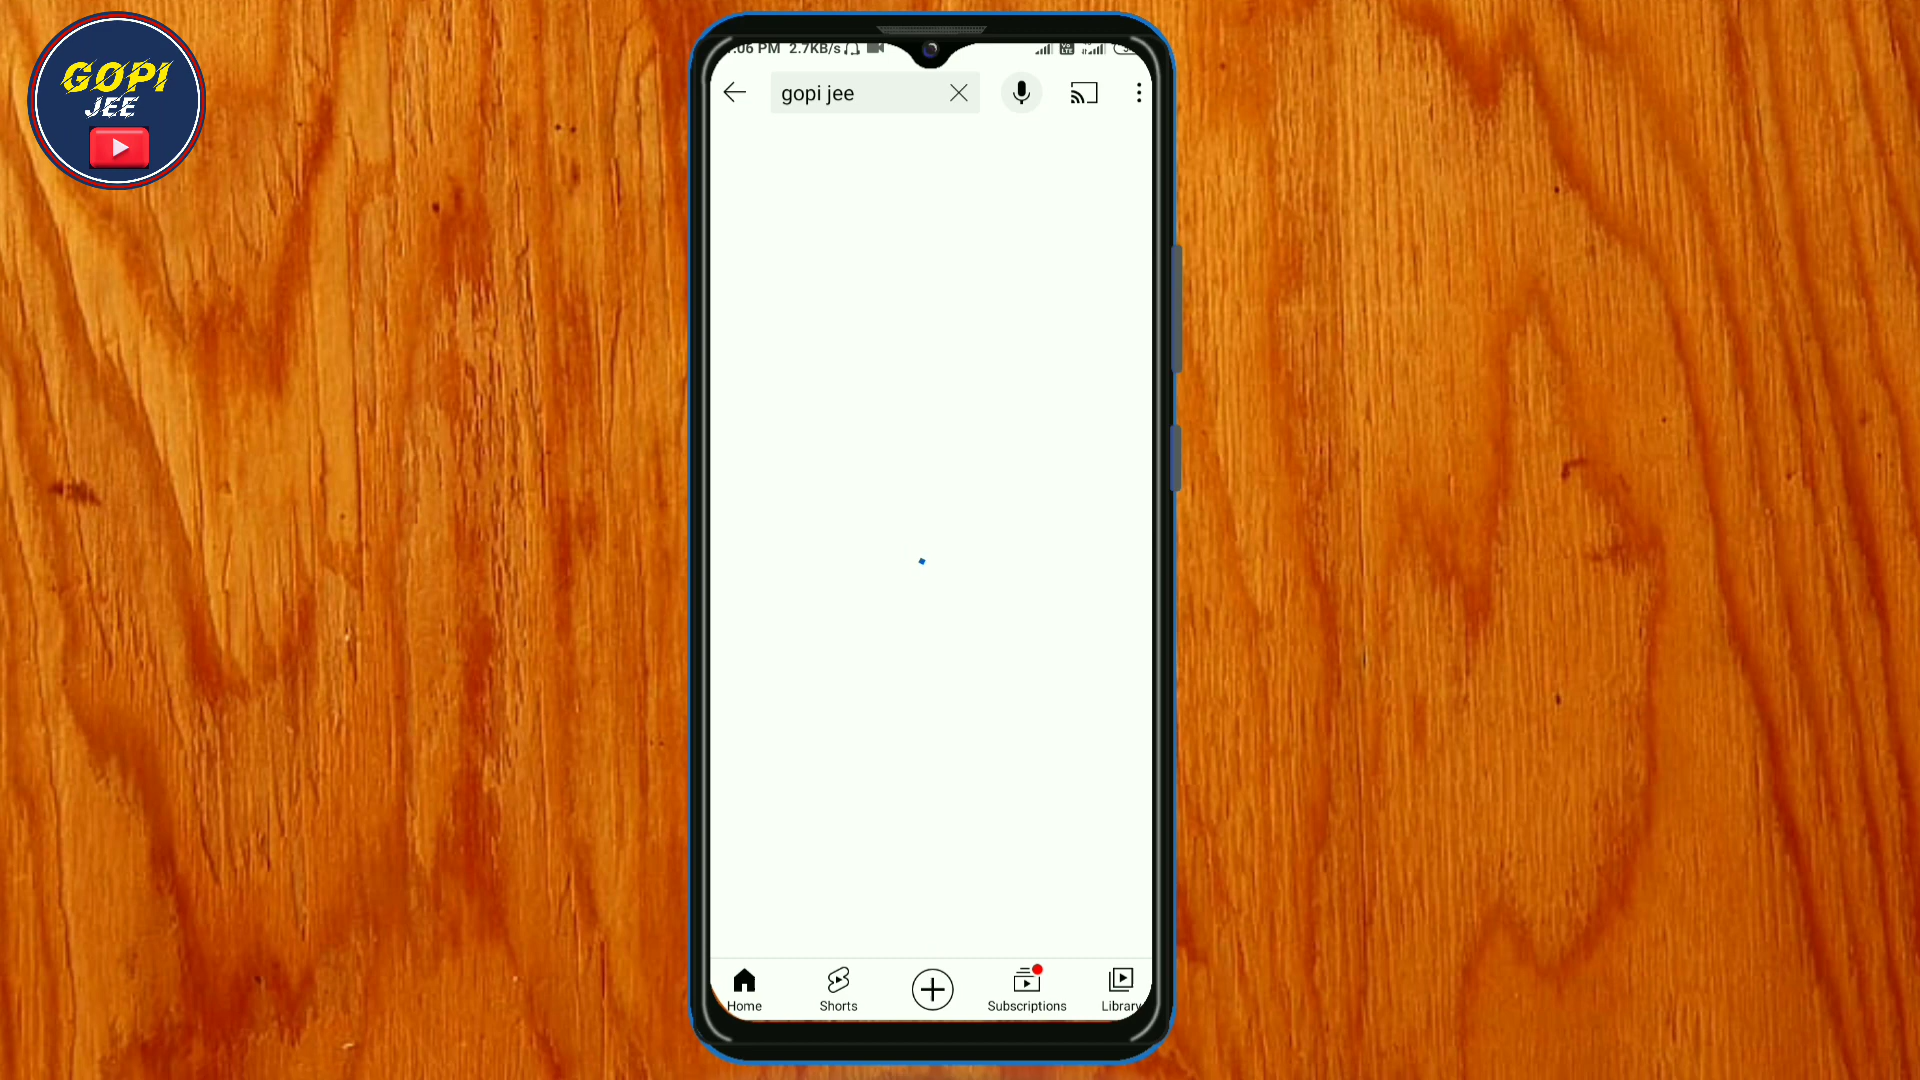 GOPI
JEE
:06 PM 2.7KB/s
gopi jee
Home
Shorts
Subscriptions
Library